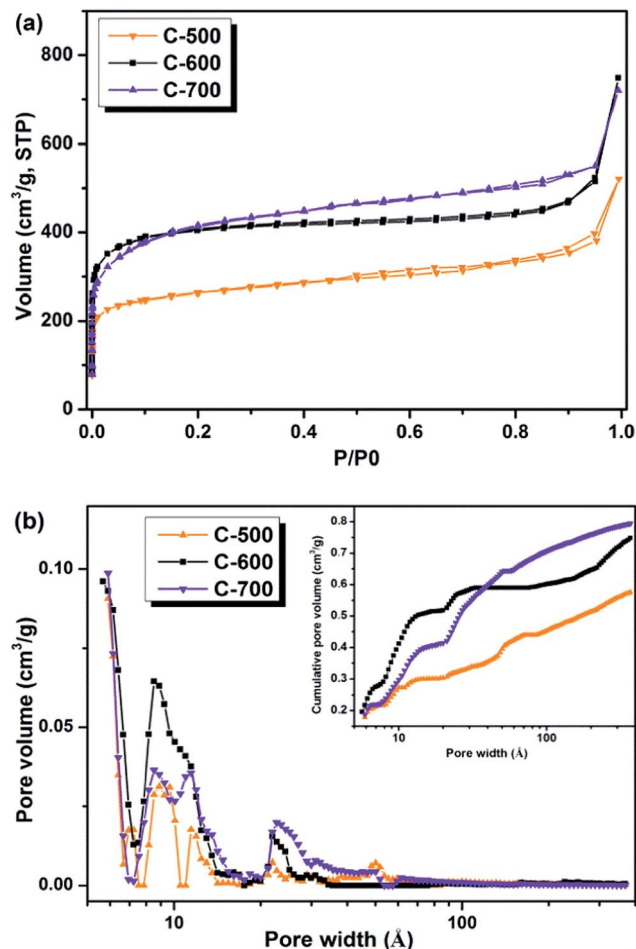 (a)
C-500
C-600
C-700
Volume (cm³/g, STP)
800
600
400
200
0
0.0 0.2 0.4 0.6 0.8 1.0
P/P0
(b)
C-500
C-600
C-700
Pore volume (cm³/g)
0.10
0.05
0.00
10 100
Pore width (Å)
Cumulative pore volume (cm³/g)
0.8
0.7
0.6
0.5
0.4
0.3
0.2
10 100
Pore width (Å)